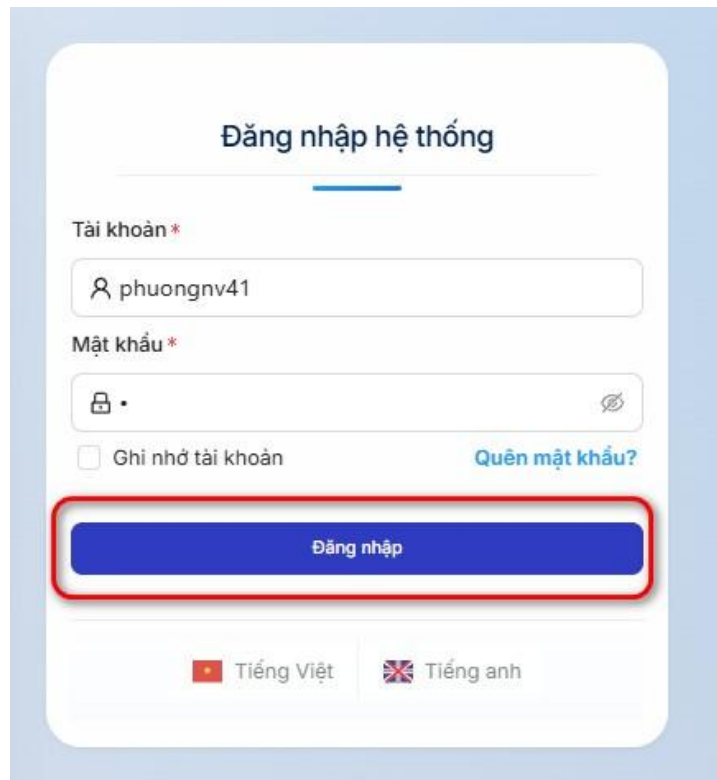 Đăng nhập hệ thống
Tài khoản *
phuongnv41
Mật khẩu *
•
Ghi nhớ tài khoản Quên mật khẩu?
Đăng nhập
Tiếng Việt Tiếng anh